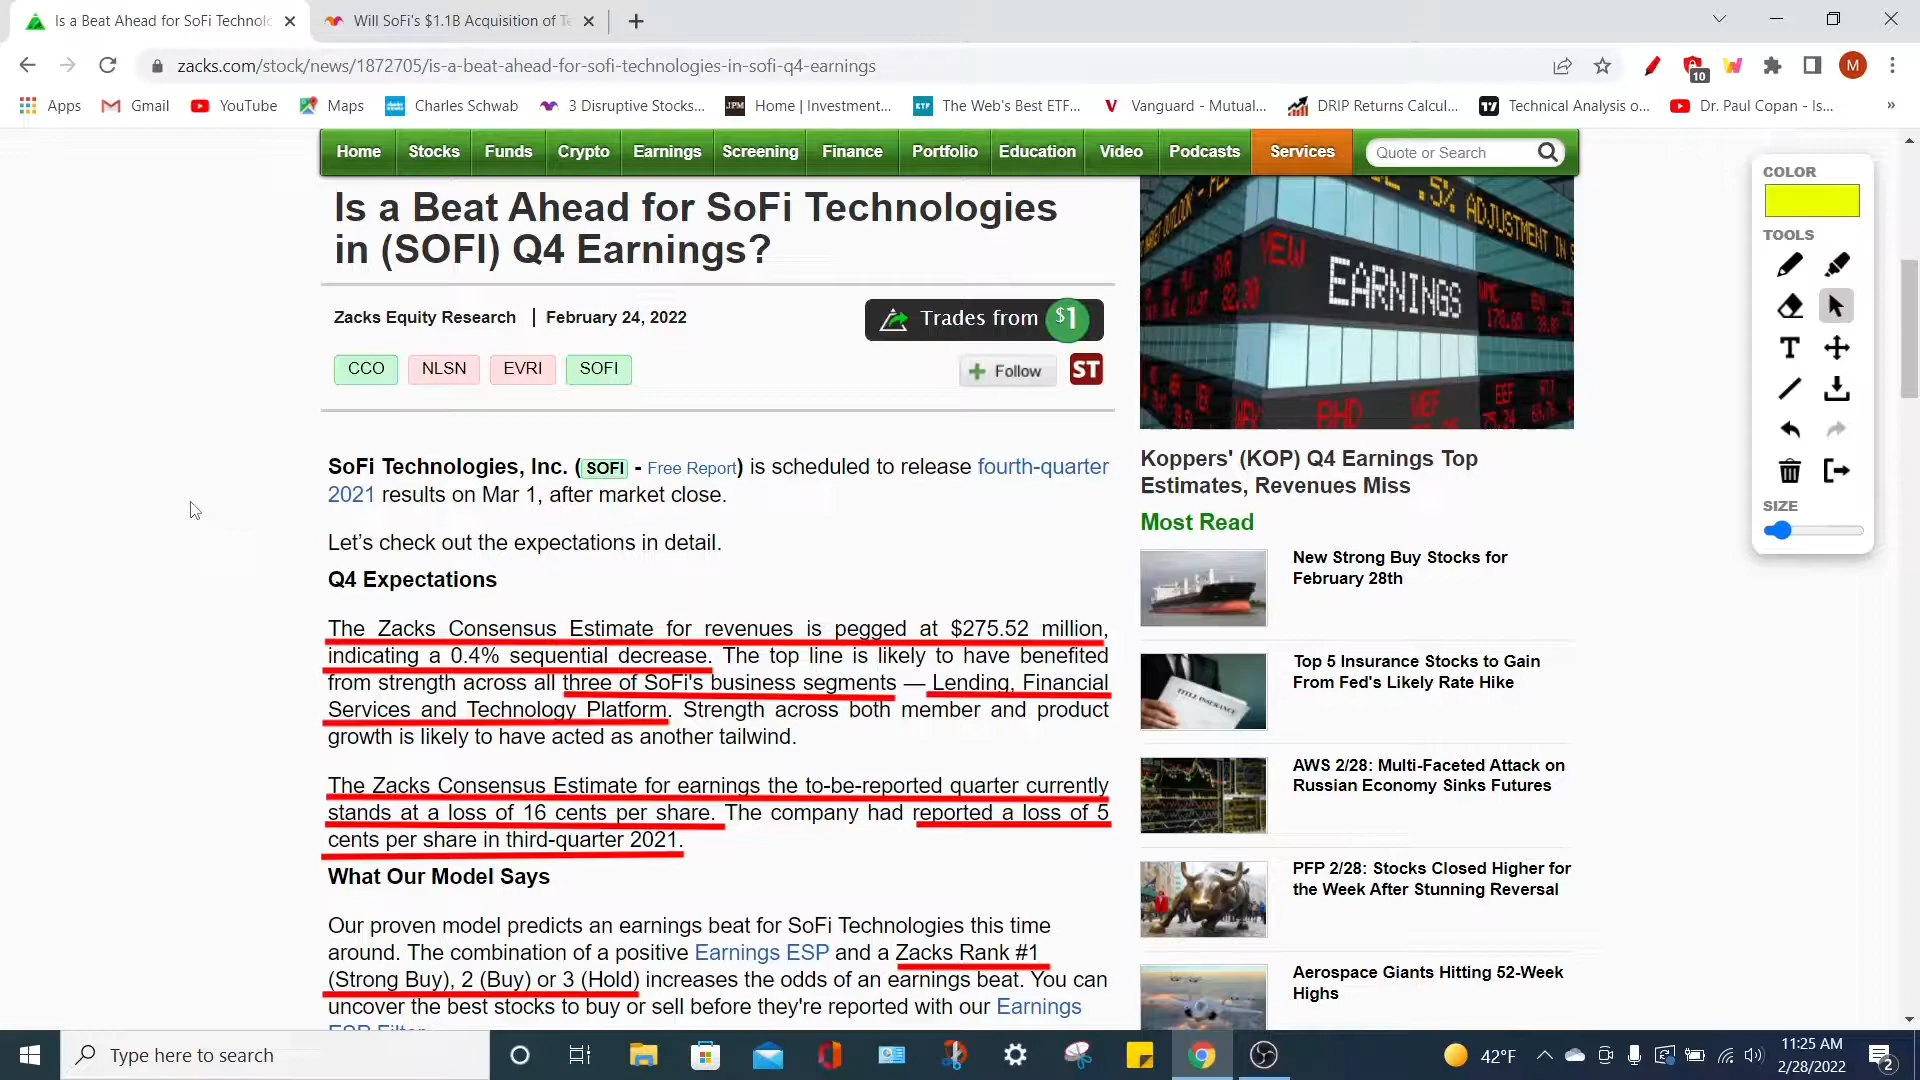 Is a Beat Ahead for SoFi Technolo
Will SoFi's $1.1B Acquisition of Te
zacks.com/stock/news/1872705/is-a-beat-ahead-for-sofi-technologies-in-sofi-q4-earnings
10
M
Apps
Gmail
YouTube
Maps
Charles Schwab
3 Disruptive Stocks...
JPM
Home | Investment...
ETF
The Web's Best ETF...
V
Vanguard - Mutual...
DRIP Returns Calcul...
Technical Analysis o...
Dr. Paul Copan - Is...
»
Home Stocks Funds Crypto Earnings Screening Finance Portfolio Education Video Podcasts Services
Quote or Search
Is a Beat Ahead for SoFi Technologies
in (SOFI) Q4 Earnings?
Zacks Equity Research | February 24, 2022
Trades from $1
CCO NLSN EVRI SOFI
Follow
ST
SoFi Technologies, Inc. (SOFI - Free Report) is scheduled to release fourth-quarter
2021 results on Mar 1, after market close.
Let's check out the expectations in detail.
Q4 Expectations
The Zacks Consensus Estimate for revenues is pegged at $275.52 million,
indicating a 0.4% sequential decrease. The top line is likely to have benefited
from strength across all three of SoFi's business segments — Lending, Financial
Services and Technology Platform. Strength across both member and product
growth is likely to have acted as another tailwind.
The Zacks Consensus Estimate for earnings the to-be-reported quarter currently
stands at a loss of 16 cents per share. The company had reported a loss of 5
cents per share in third-quarter 2021.
What Our Model Says
Our proven model predicts an earnings beat for SoFi Technologies this time
around. The combination of a positive Earnings ESP and a Zacks Rank #1
(Strong Buy), 2 (Buy) or 3 (Hold) increases the odds of an earnings beat. You can
uncover the best stocks to buy or sell before they're reported with our Earnings
ESP Filter.
.5% ADJUSTMENT IN
EARNINGS
Koppers' (KOP) Q4 Earnings Top
Estimates, Revenues Miss
Most Read
New Strong Buy Stocks for
February 28th
TITLE INSURANCE
Top 5 Insurance Stocks to Gain
From Fed's Likely Rate Hike
AWS 2/28: Multi-Faceted Attack on
Russian Economy Sinks Futures
PFP 2/28: Stocks Closed Higher for
the Week After Stunning Reversal
Aerospace Giants Hitting 52-Week
Highs
COLOR
TOOLS
T
SIZE
Type here to search
42°F
11:25 AM
2/28/2022
2